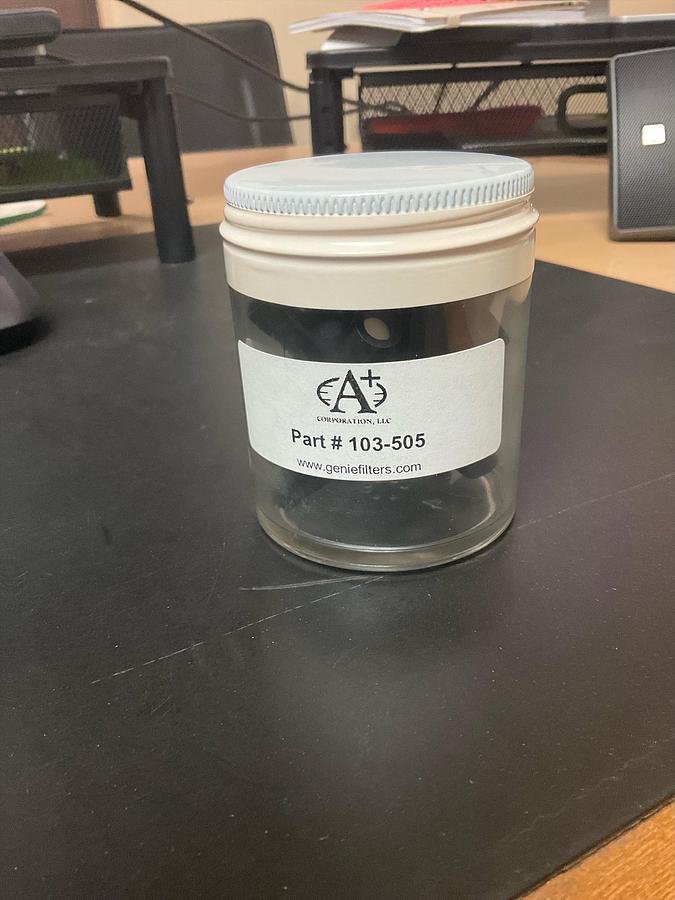 A+
CORPORATION, LLC
Part # 103-505
www.geniefilters.com